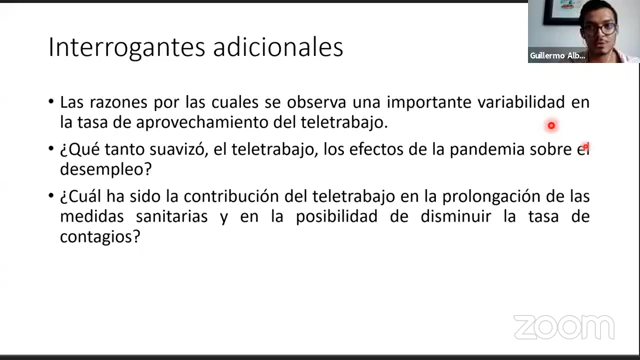 Interrogantes adicionales
Guillermo Alb...
• Las razones por las cuales se observa una importante variabilidad en
la tasa de aprovechamiento del teletrabajo.
• ¿Qué tanto suavizó, el teletrabajo, los efectos de la pandemia sobre el
desempleo?
• ¿Cuál ha sido la contribución del teletrabajo en la prolongación de las
medidas sanitarias y en la posibilidad de disminuir la tasa de
contagios?
zoom